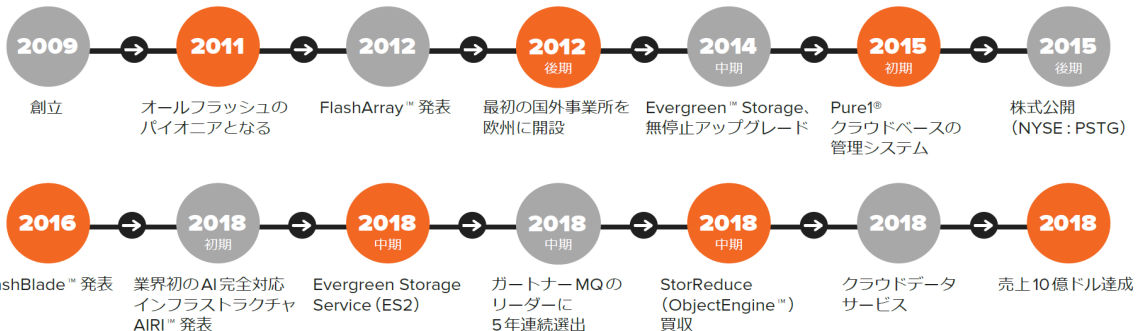 2009
2011
2012
2012
後期
2014
中期
2015
初期
2015
後期
創立
オールフラッシュの
パイオニアとなる
FlashArray™ 発表
最初の国外事業所を
欧州に開設
Evergreen™ Storage、
無停止アップグレード
Pure1®
クラウドベースの
管理システム
株式公開
(NYSE : PSTG)
2016
2018
初期
2018
中期
2018
中期
2018
中期
2018
2018
ashBlade™ 発表
業界初のAI完全対応
インフラストラクチャ
AIRI™ 発表
Evergreen Storage
Service (ES2)
ガートナーMQの
リーダーに
5年連続選出
StorReduce
(ObjectEngine™)
買収
クラウドデータ
サービス
売上10億ドル達成